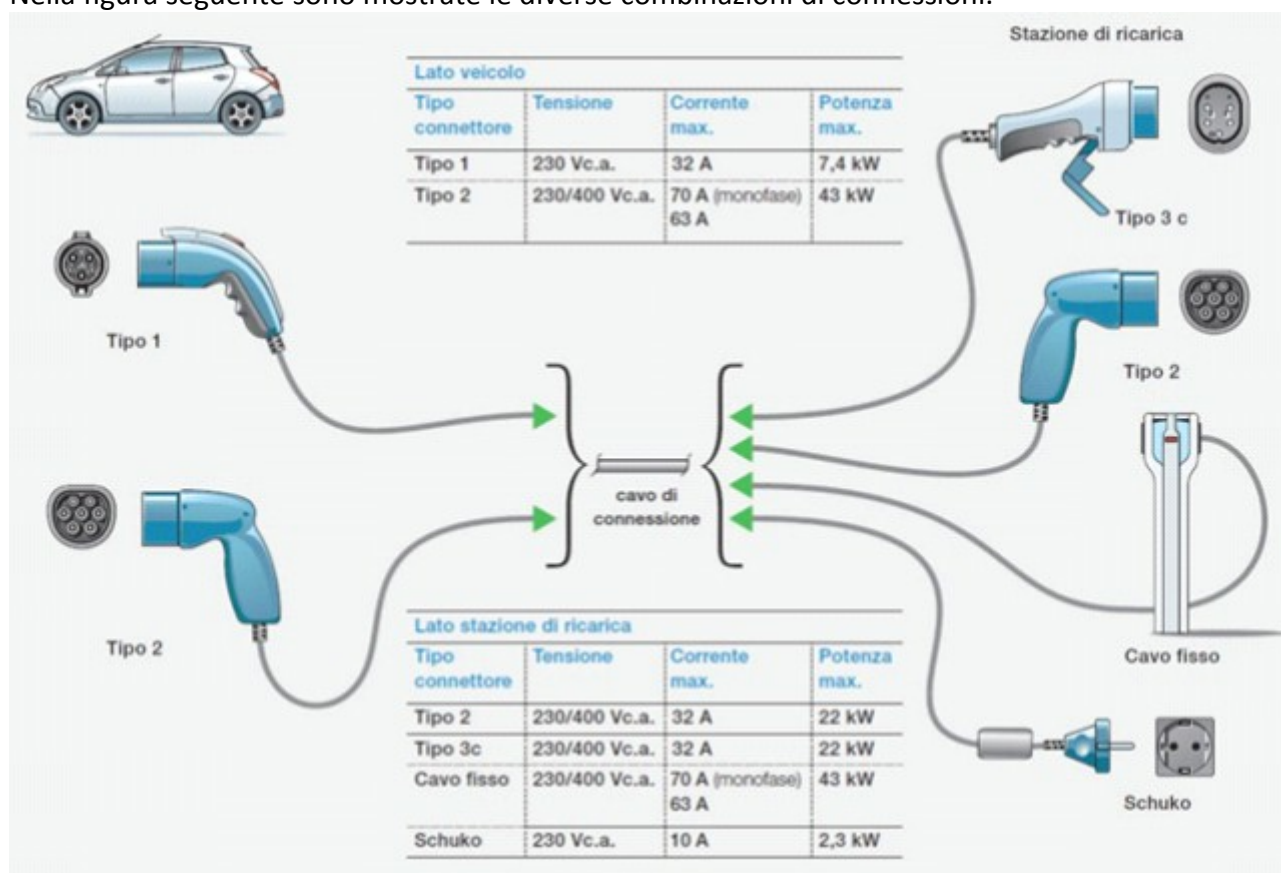 Nella figura seguente sono mostrate le diverse combinazioni di connessioni.
Stazione di ricarica
Lato veicolo
Tipo connettore Tensione Corrente max. Potenza max.
Tipo 1 230 Vc.a. 32 A 7,4 kW
Tipo 2 230/400 Vc.a. 70 A (monofase) 63 A 43 kW
Tipo 3 c
Tipo 1
Tipo 2
cavo di
connessione
Tipo 2
Lato stazione di ricarica
Tipo connettore Tensione Corrente max. Potenza max.
Tipo 2 230/400 Vc.a. 32 A 22 kW
Tipo 3c 230/400 Vc.a. 32 A 22 kW
Cavo fisso 230/400 Vc.a. 70 A (monofase) 63 A 43 kW
Schuko 230 Vc.a. 10 A 2,3 kW
Cavo fisso
Schuko